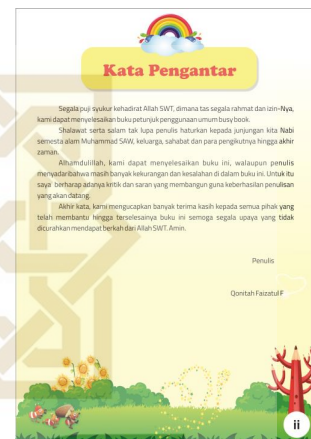 Kata Pengantar
Segala puji syukur kehadirat Allah SWT, dimana tas segala rahmat dan izin-Nya,
kami dapat menyelesaikan buku petunjuk penggunaan umum busy book.
Shalawat serta salam tak lupa penulis haturkan kepada junjungan kita Nabi
semesta alam Muhammad SAW, keluarga, sahabat dan para pengikutnya hingga akhir
zaman.
Alhamdulillah, kami dapat menyelesaikan buku ini, walaupun penulis
menyadari bahwa masih banyak kekurangan dan kesalahan di dalam buku ini. Untuk itu
saya berharap adanya kritik dan saran yang membangun guna keberhasilan penulisan
yang akan datang.
Akhir kata, kami mengucapkan banyak terima kasih kepada semua pihak yang
telah membantu hingga terselesainya buku ini semoga segala upaya yang tidak
dicurahkan mendapat berkah dari Allah SWT. Amin.
Penulis
Qonitah Faizatul F
ii